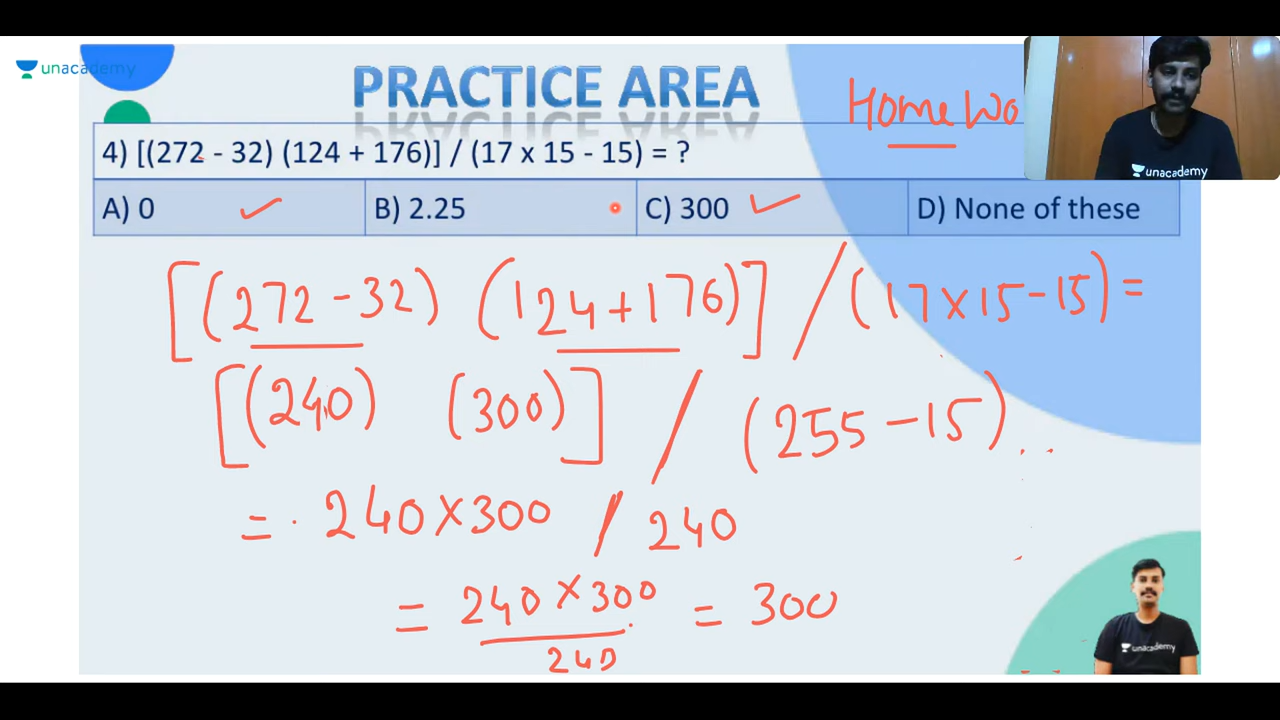 unacademy
PRACTICE AREA
Home Wo
4) [(272 - 32) (124 + 176)] / (17 x 15 - 15) = ?
A) 0 ✓ B) 2.25 C) 300 ✓ D) None of these
[(272 - 32) (124 + 176)] / (17 × 15 - 15) =
[(240) (300)] / (255 - 15)
= 240 × 300 / 240
= 240 × 300 = 300
240
unacademy
unacademy